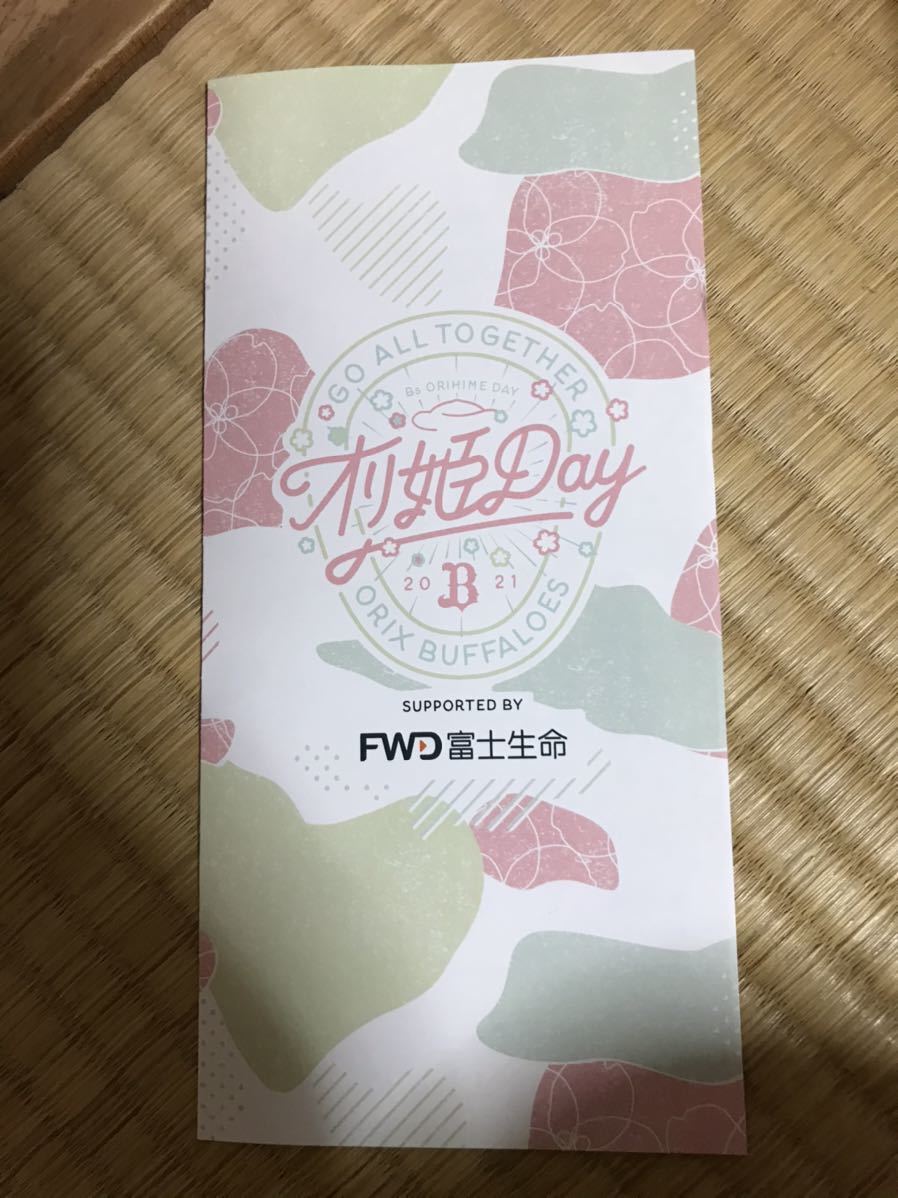 GO ALL TOGETHER
Bs ORIHIME DAY
オリ姫Day
20 B 21
ORIX BUFFALOES
SUPPORTED BY
FWD富士生命